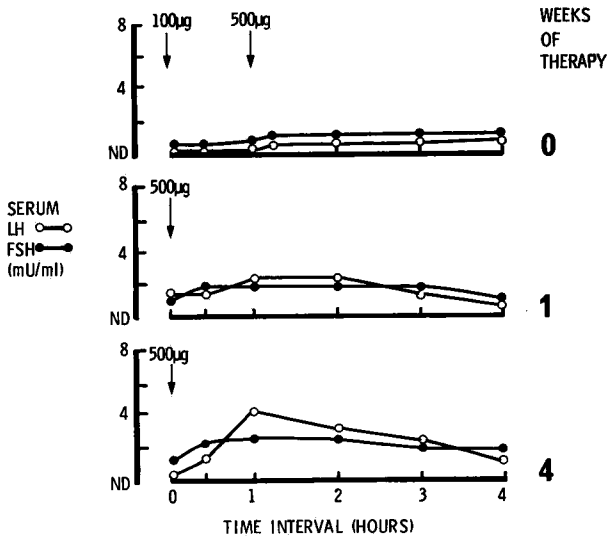 WEEKS
OF
THERAPY
100µg 500µg
8
4
ND
0
500µg
8
4
ND
1
SERUM
LH
FSH
(mU/ml)
500µg
8
4
ND
4
0 1 2 3 4
TIME INTERVAL (HOURS)